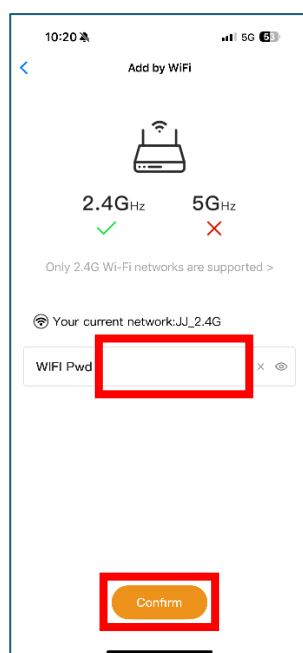 10:20 5G 53
Add by WiFi
2.4GHz 5GHz
Only 2.4G Wi-Fi networks are supported >
Your current network:JJ_2.4G
WIFI Pwd
Confirm